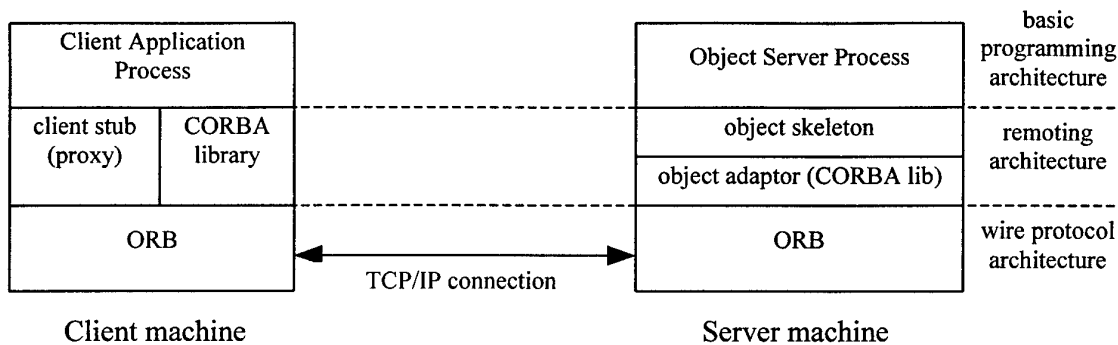 Client Application
Process
client stub
(proxy)
CORBA
library
ORB
Client machine
TCP/IP connection
Object Server Process
object skeleton
object adaptor (CORBA lib)
ORB
Server machine
basic
programming
architecture
remoting
architecture
wire protocol
architecture